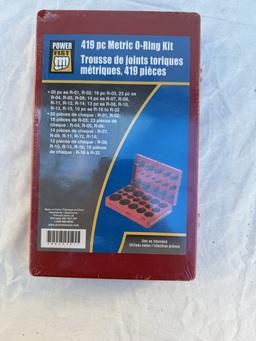 POWER
FIST
419 pc Metric O-Ring Kit
Trousse de joints toriques
métriques, 419 pièces
• 20 pc ea R-01, R-02; 18 pc R-03, 23 pc ea
R-04, R-05, R-06; 14 pc ea R-07, R-09,
R-11, R-12, R-14; 13 pc ea R-08, R-10,
R-13, R-15; 10 pc ea R-16 to R-32
• 20 pièces de chaque : R-01, R-02;
18 pièces de R-03; 23 pièces de
chaque : R-04, R-05, R-06;
14 pièces de chaque : R-07,
R-09, R-11, R-12, R-14;
13 pièces de chaque : R-08,
R-10, R-13, R-15; 10 pièces de
chaque : R-16 à R-32
Use as intended
Utilisez selon l'intention prévue